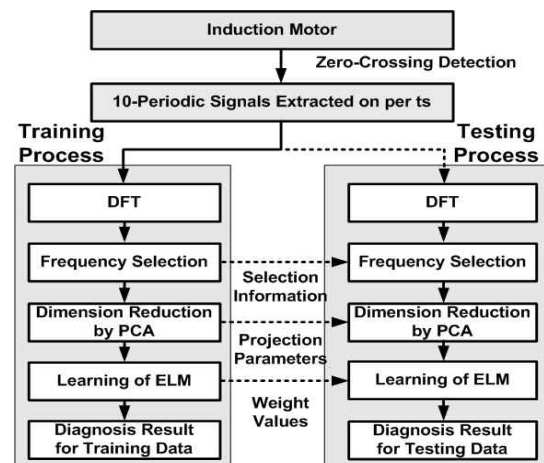 Induction Motor
Zero-Crossing Detection
10-Periodic Signals Extracted on per ts
Training
Process
Testing
Process
DFT
DFT
Frequency Selection
Frequency Selection
Selection
Information
Dimension Reduction
by PCA
Dimension Reduction
by PCA
Projection
Parameters
Learning of ELM
Learning of ELM
Weight
Values
Diagnosis Result
for Training Data
Diagnosis Result
for Testing Data